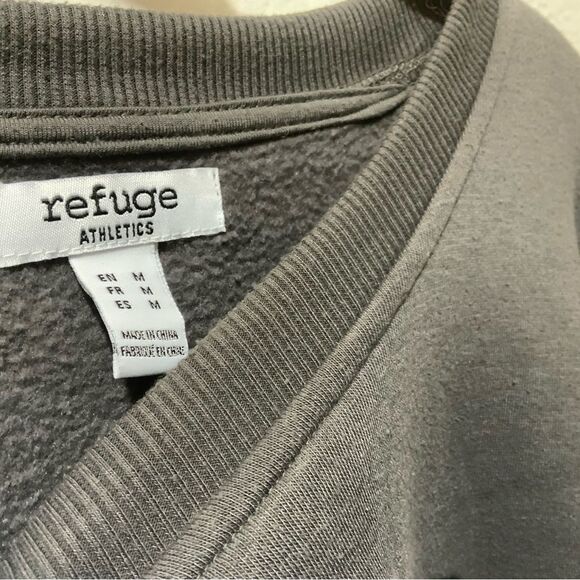 refuge
ATHLETICS
EN M
FR M
ES M
MADE IN CHINA
FABRIQUÉ EN CHINE